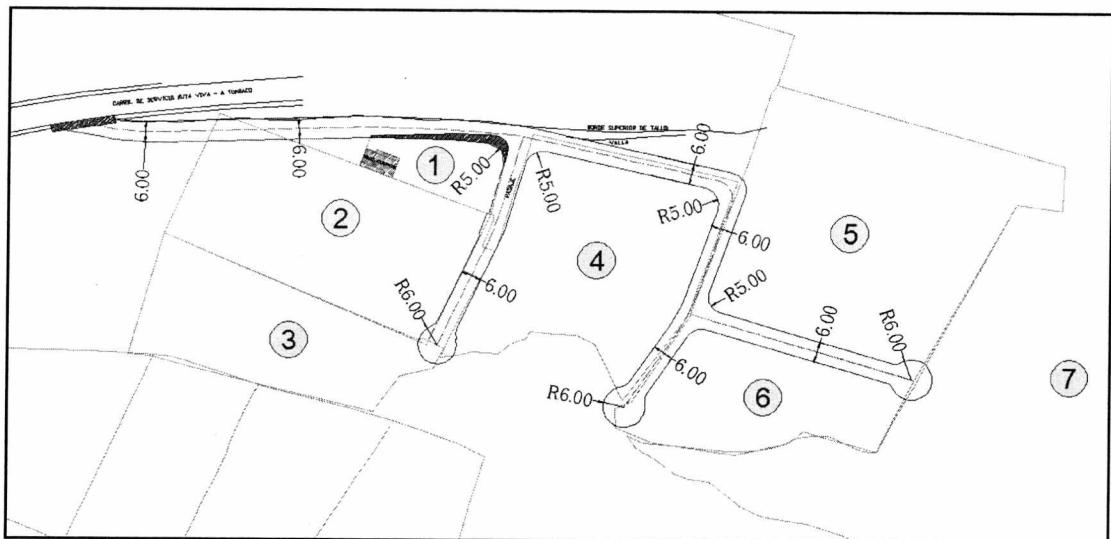 CARRIL DE SERVICIO RUTA VIVA - A TUMBACO
BORDE SUPERIOR DE TALUD
VALLA
6.00
6.00
6.00
1
R5.00
R5.00
R5.00
2
4
6.00
5
6.00
R5.00
R6.00
3
6.00
R6.00
6.00
R6.00
6
7